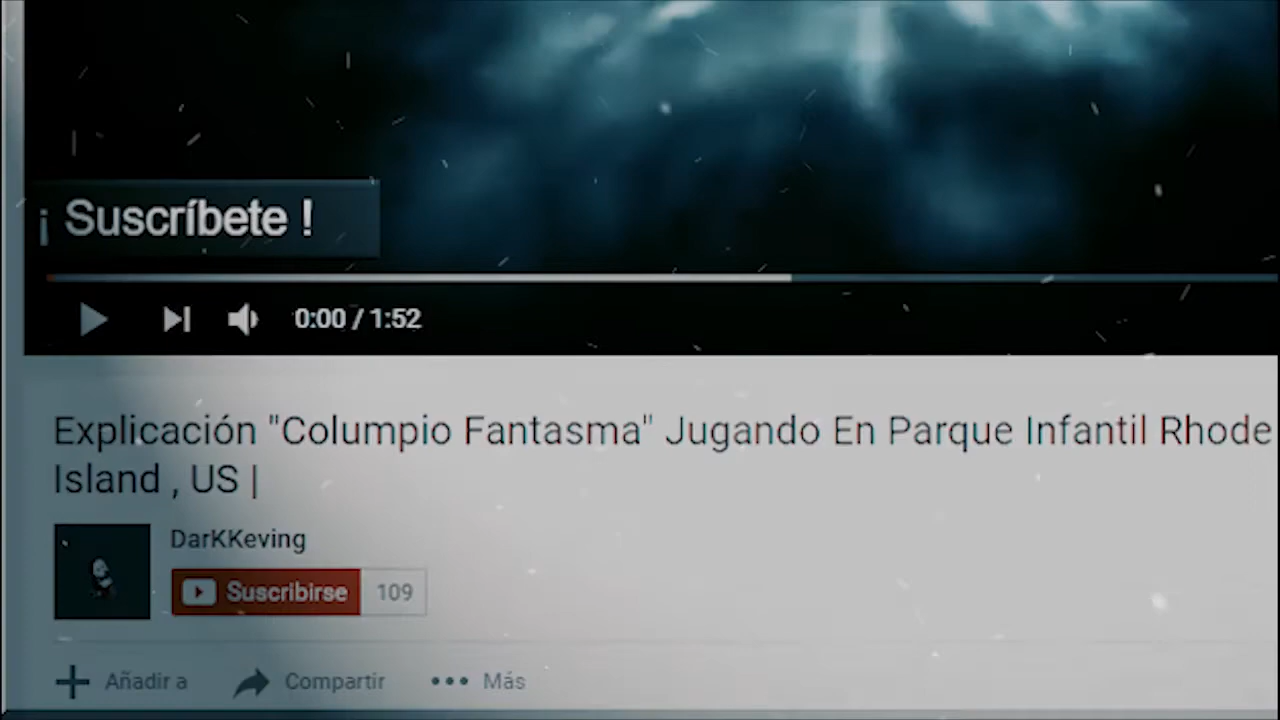 ¡ Suscríbete !
0:00 / 1:52
Explicación "Columpio Fantasma" Jugando En Parque Infantil Rhode
Island , US |
DarKKeving
Suscribirse 109
Añadir a Compartir Más